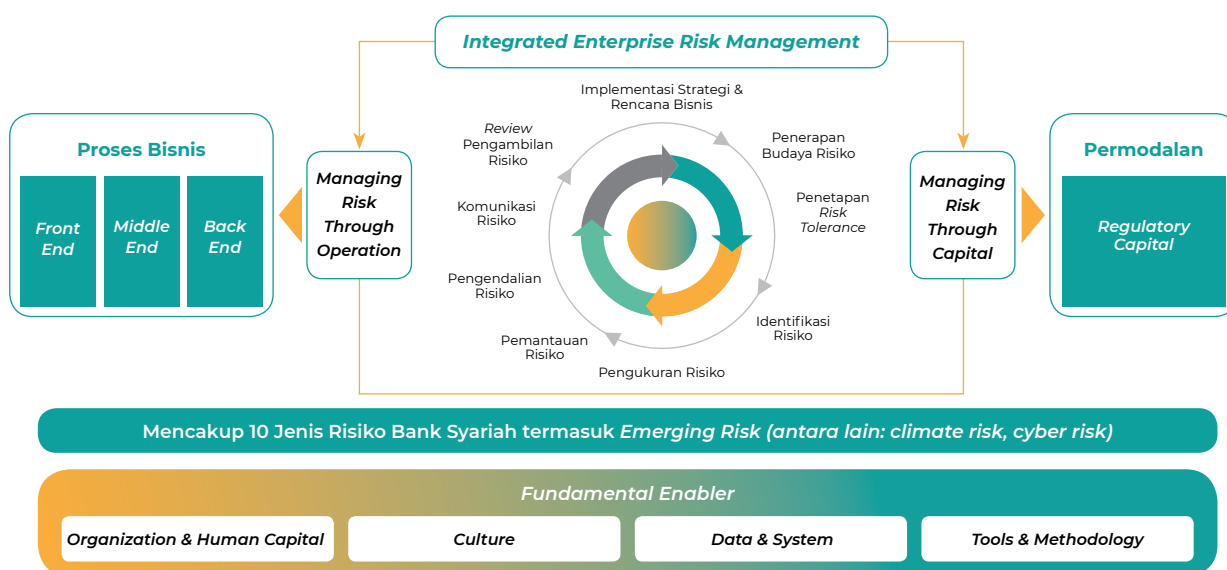 Integrated Enterprise Risk Management
Proses Bisnis
Front
End
Middle
End
Back
End
Managing
Risk
Through
Operation
Implementasi Strategi &
Rencana Bisnis
Penerapan
Budaya Risiko
Penetapan
Risk
Tolerance
Identifikasi
Risiko
Pengukuran Risiko
Pemantauan
Risiko
Pengendalian
Risiko
Komunikasi
Risiko
Review
Pengambilan
Risiko
Managing
Risk
Through
Capital
Permodalan
Regulatory
Capital
Mencakup 10 Jenis Risiko Bank Syariah termasuk Emerging Risk (antara lain: climate risk, cyber risk)
Fundamental Enabler
Organization & Human Capital
Culture
Data & System
Tools & Methodology